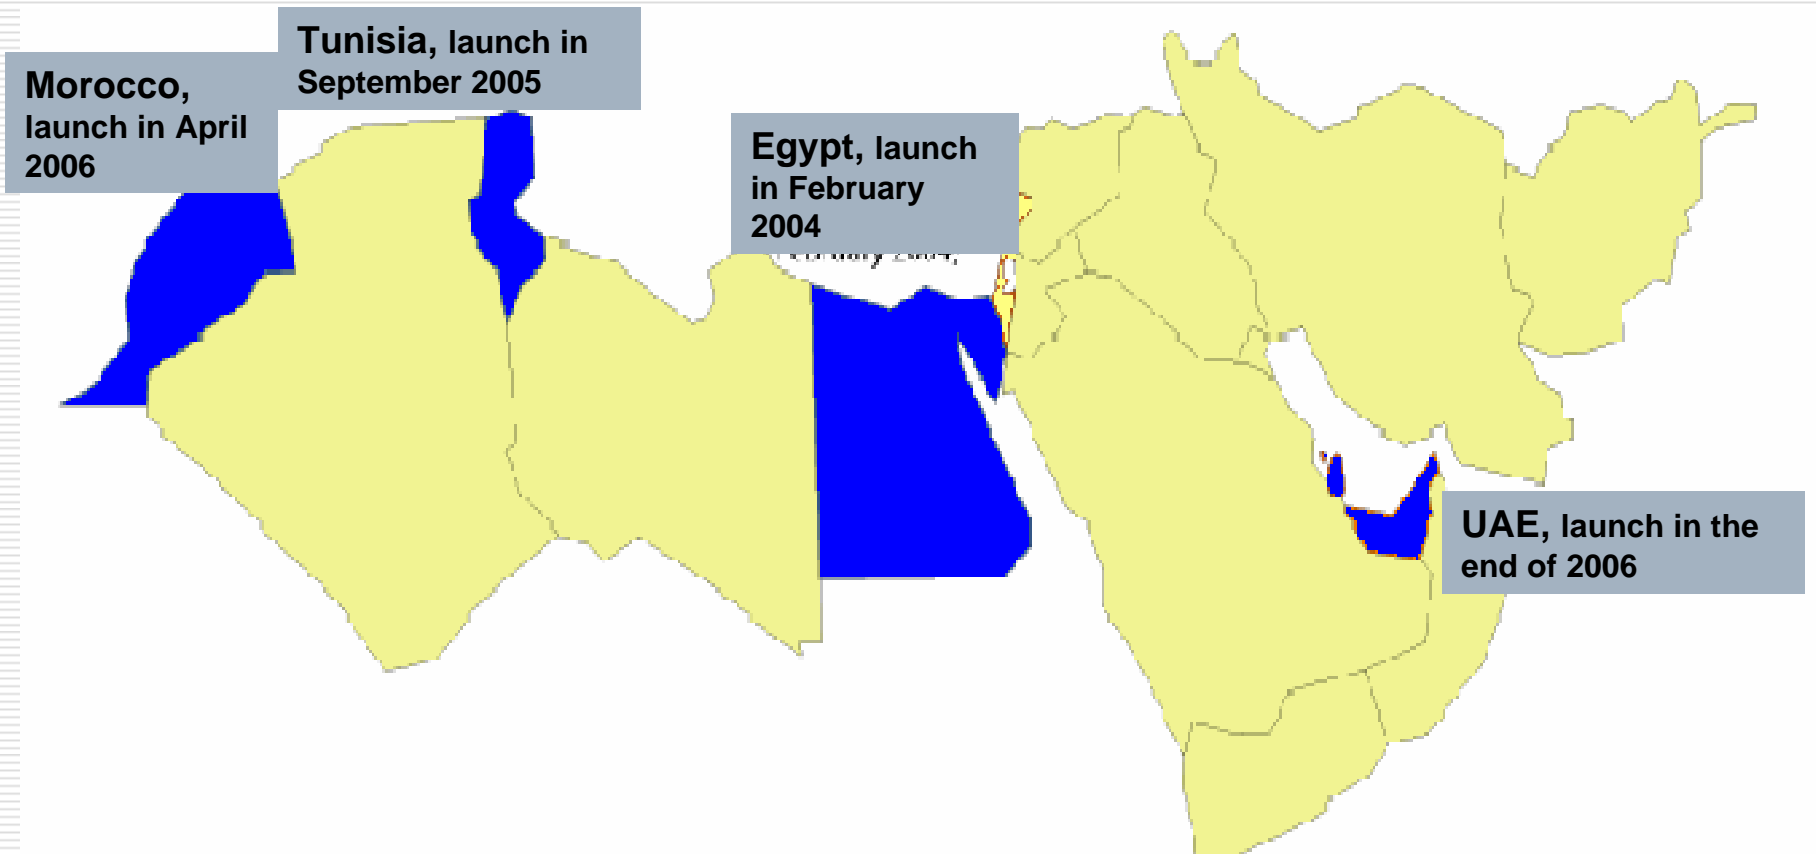 Tunisia, launch in
September 2005
Morocco,
launch in April
2006
Egypt, launch
in February
2004
UAE, launch in the
end of 2006